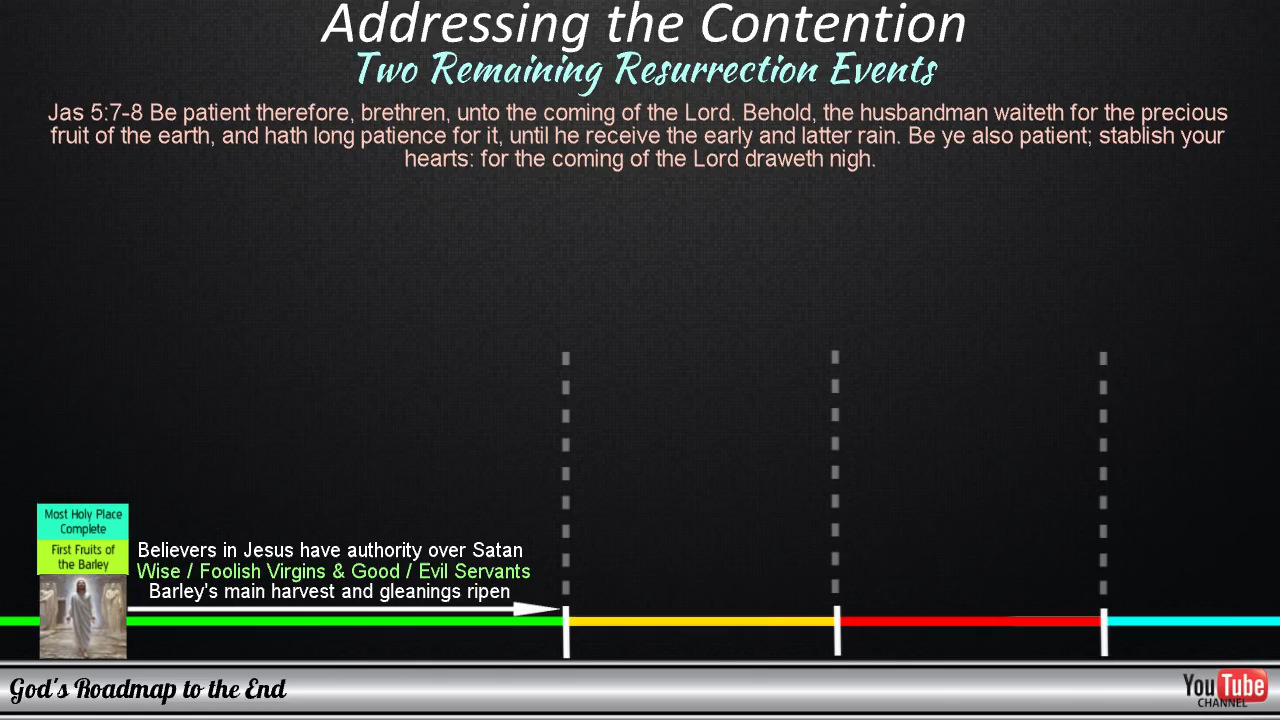 Addressing the Contention
Two Remaining Resurrection Events
Jas 5:7-8 Be patient therefore, brethren, unto the coming of the Lord. Behold, the husbandman waiteth for the precious
fruit of the earth, and hath long patience for it, until he receive the early and latter rain. Be ye also patient; stablish your
hearts: for the coming of the Lord draweth nigh.
Most Holy Place
Complete
First Fruits of
the Barley
Believers in Jesus have authority over Satan
Wise / Foolish Virgins & Good / Evil Servants
Barley's main harvest and gleanings ripen
God's Roadmap to the End
YouTube
CHANNEL